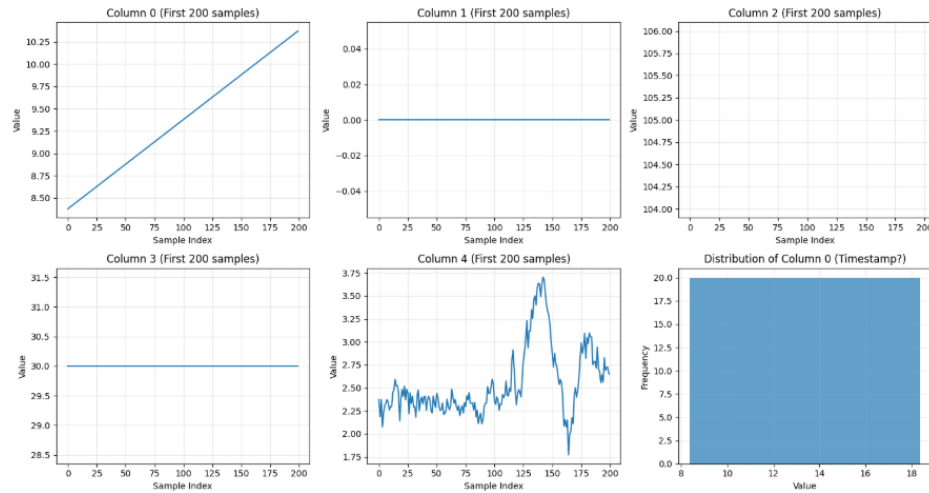 Column 0 (First 200 samples)
10.25
10.00
9.75
9.50
9.25
9.00
8.75
8.50
Value
0 25 50 75 100 125 150 175 200
Sample Index
Column 1 (First 200 samples)
0.04
0.02
0.00
−0.02
−0.04
Value
0 25 50 75 100 125 150 175 200
Sample Index
Column 2 (First 200 samples)
106.00
105.75
105.50
105.25
105.00
104.75
104.50
104.25
104.00
Value
0 25 50 75 100 125 150 175 200
Sample Index
Column 3 (First 200 samples)
31.5
31.0
30.5
30.0
29.5
29.0
28.5
Value
0 25 50 75 100 125 150 175 200
Sample Index
Column 4 (First 200 samples)
3.75
3.50
3.25
3.00
2.75
2.50
2.25
2.00
1.75
Value
0 25 50 75 100 125 150 175 200
Sample Index
Distribution of Column 0 (Timestamp?)
20.0
17.5
15.0
12.5
10.0
7.5
5.0
2.5
0.0
Frequency
8 10 12 14 16 18
Value